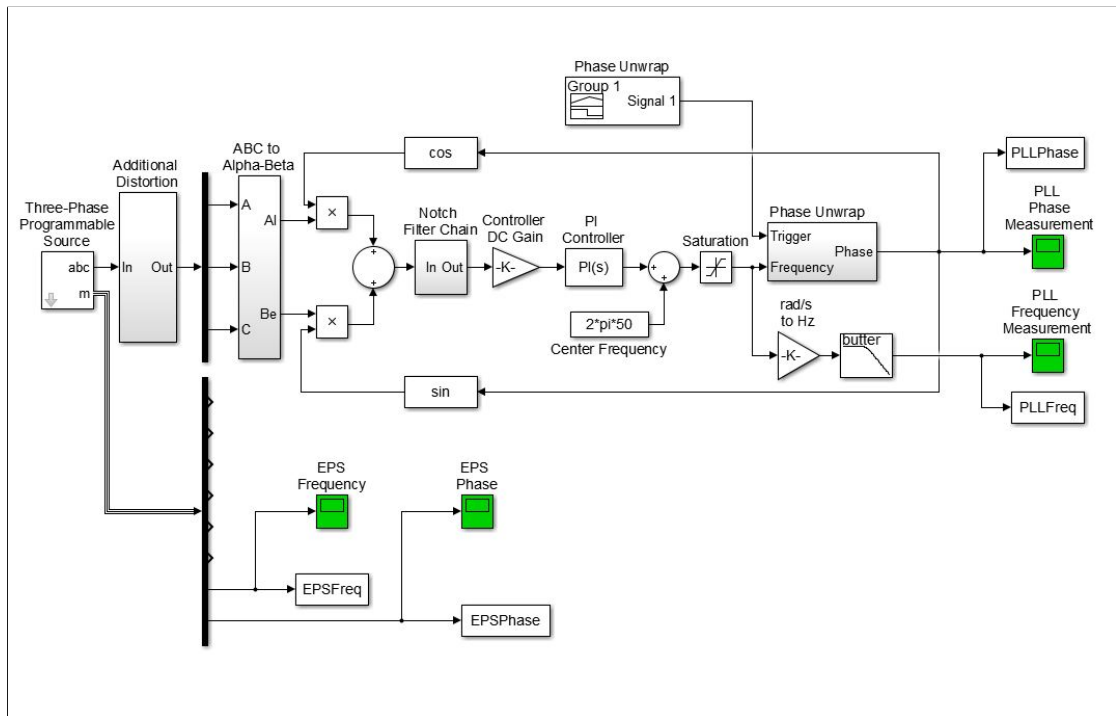 Phase Unwrap
Group 1
Signal 1
cos
PLLPhase
ABC to
Alpha-Beta
Additional
Distortion
Three-Phase
Programmable
Source
abc
m
In
Out
A
B
C
Al
Be
×
×
+
+
Notch
Filter Chain
In
Out
Controller
DC Gain
-K-
PI
Controller
PI(s)
+
+
2*pi*50
Center Frequency
Saturation
Phase Unwrap
Trigger
Frequency
Phase
PLL
Phase
Measurement
rad/s
to Hz
-K-
butter
PLL
Frequency
Measurement
PLLFreq
sin
EPS
Frequency
EPS
Phase
EPSFreq
EPSPhase